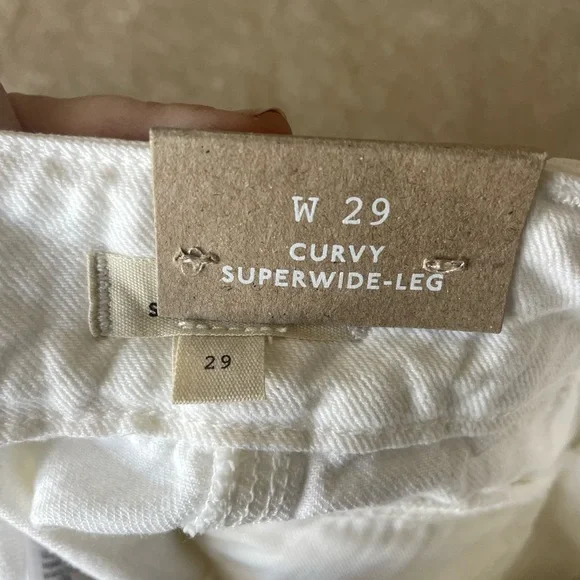 W 29
CURVY
SUPERWIDE-LEG
S
29